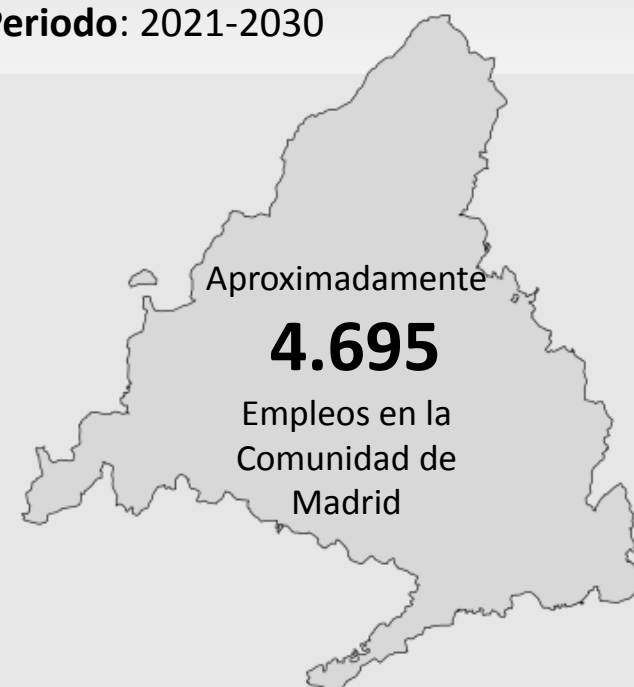 Periodo: 2021-2030
Aproximadamente
4.695
Empleos en la
Comunidad de
Madrid